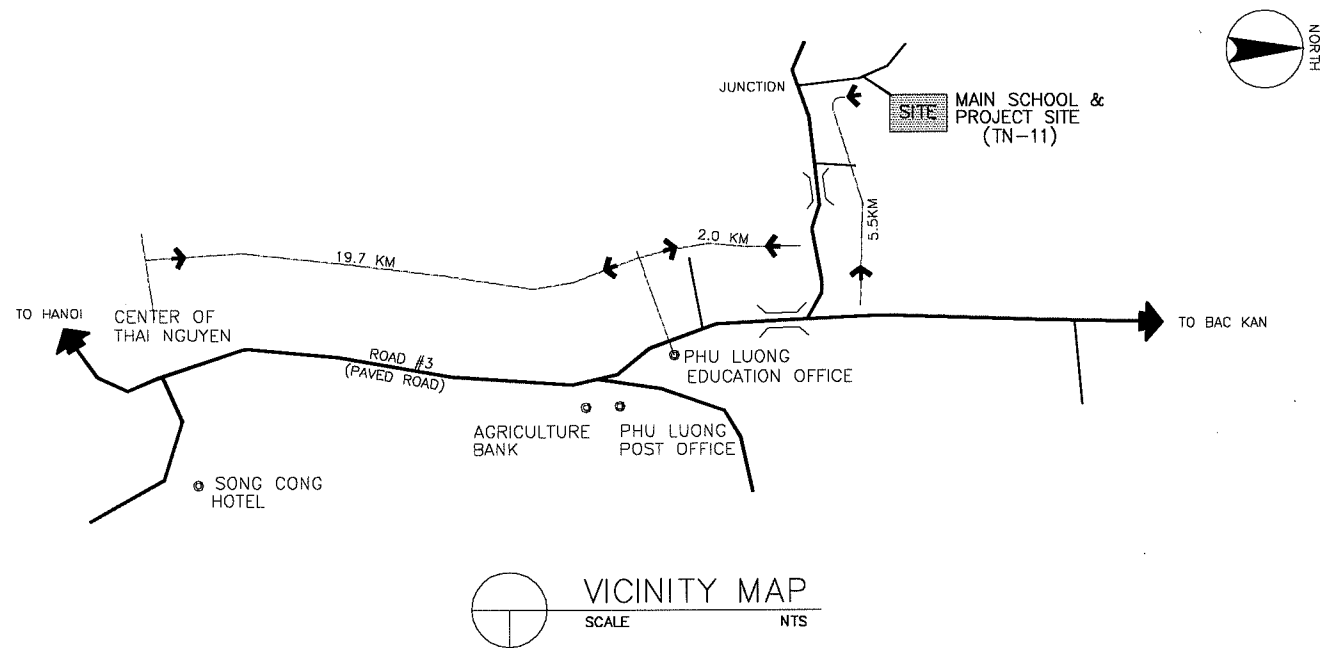 NORTH
JUNCTION
SITE
MAIN SCHOOL &
PROJECT SITE
(TN-11)
5.5KM
2.0 KM
19.7 KM
TO HANOI
CENTER OF
THAI NGUYEN
TO BAC KAN
ROAD #3
(PAVED ROAD)
PHU LUONG
EDUCATION OFFICE
AGRICULTURE
BANK
PHU LUONG
POST OFFICE
SONG CONG
HOTEL
VICINITY MAP
SCALE NTS